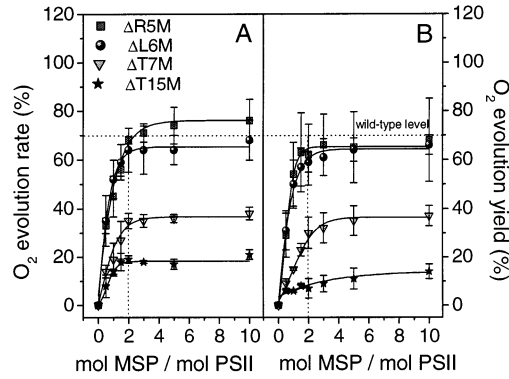 120
100
80
60
40
20
0
O2 evolution rate (%)
ΔR5M
ΔL6M
ΔT7M
ΔT15M
A
0 2 4 6 8 10
mol MSP / mol PSII
B
wild-type level
0 2 4 6 8 10
mol MSP / mol PSII
120
100
80
60
40
20
0
O2 evolution yield (%)